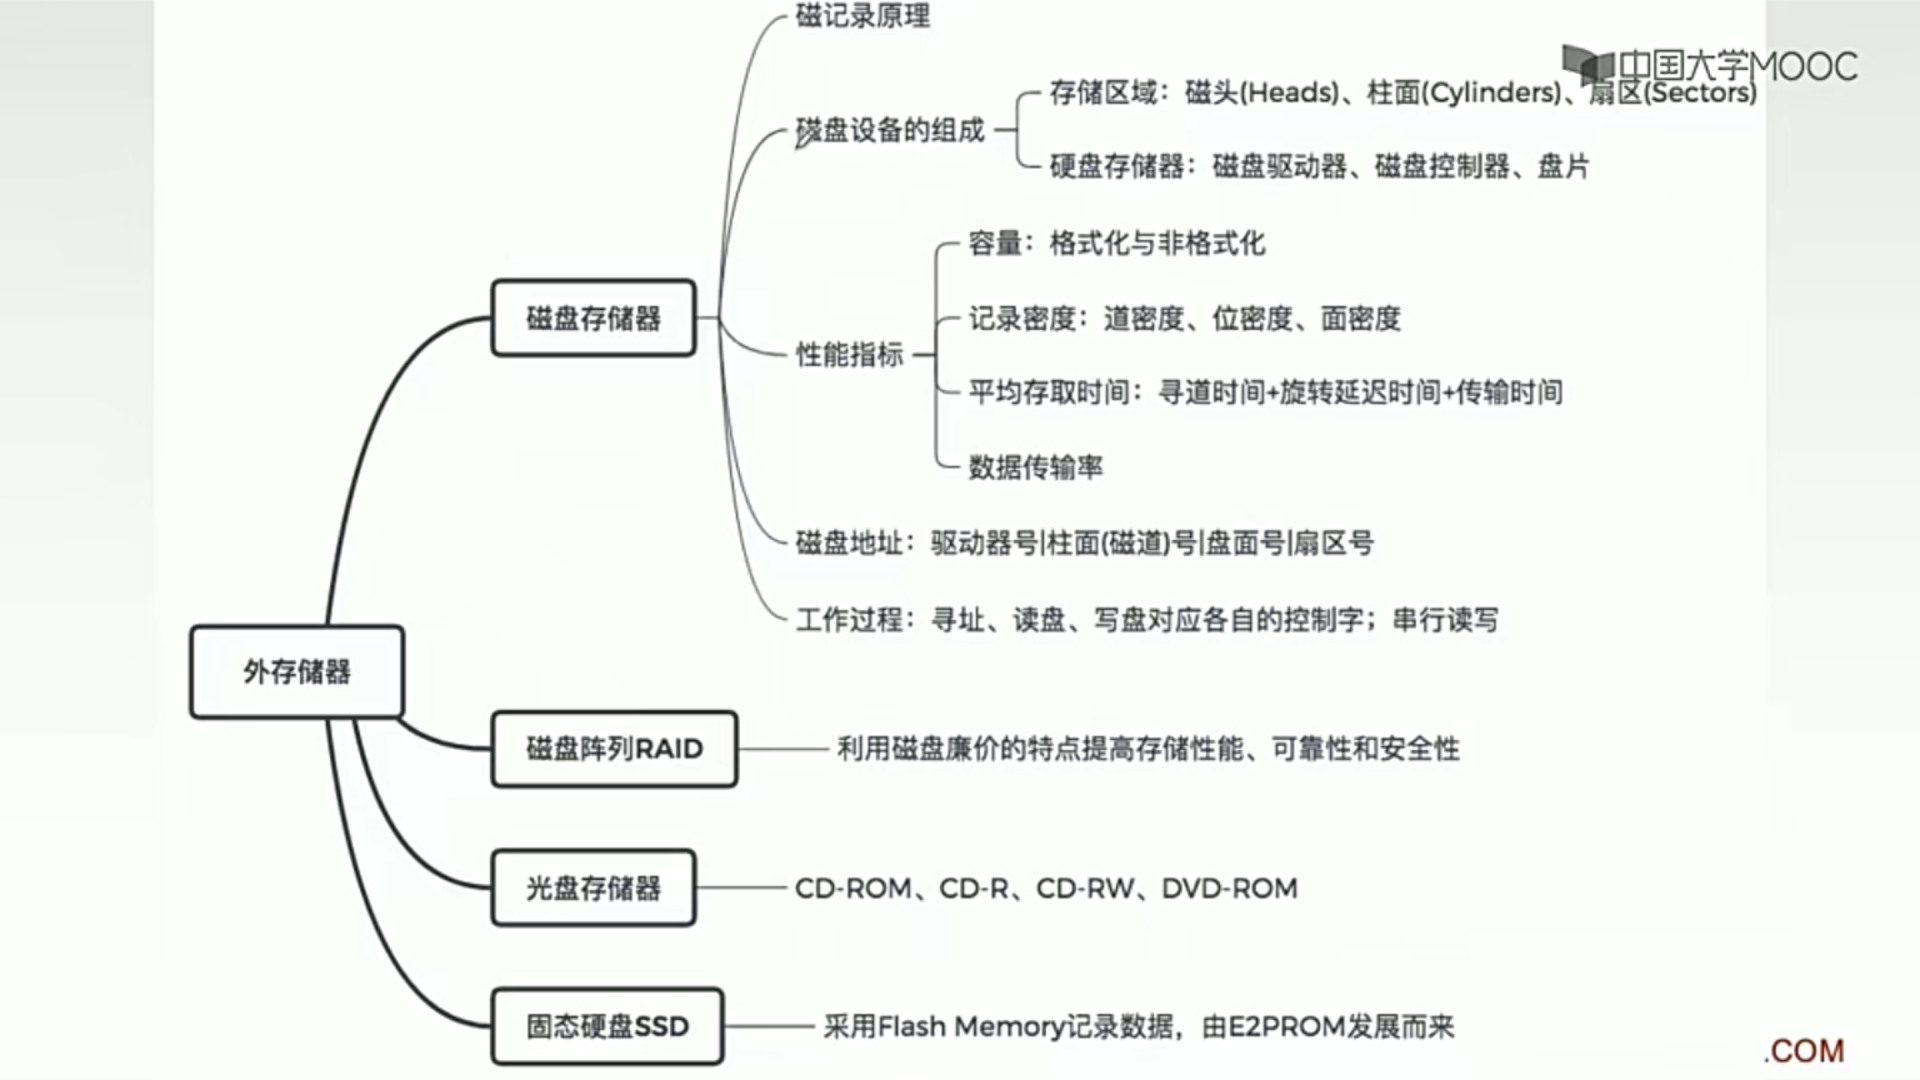 磁记录原理
中国大学MOOC
存储区域：磁头(Heads)、柱面(Cylinders)、扇区(Sectors)
磁盘设备的组成
硬盘存储器：磁盘驱动器、磁盘控制器、盘片
容量：格式化与非格式化
磁盘存储器
记录密度：道密度、位密度、面密度
性能指标
平均存取时间：寻道时间+旋转延迟时间+传输时间
数据传输率
磁盘地址：驱动器号|柱面(磁道)号|盘面号|扇区号
工作过程：寻址、读盘、写盘对应各自的控制字；串行读写
外存储器
磁盘阵列RAID
利用磁盘廉价的特点提高存储性能、可靠性和安全性
光盘存储器
CD-ROM、CD-R、CD-RW、DVD-ROM
固态硬盘SSD
采用Flash Memory记录数据，由E2PROM发展而来
.COM